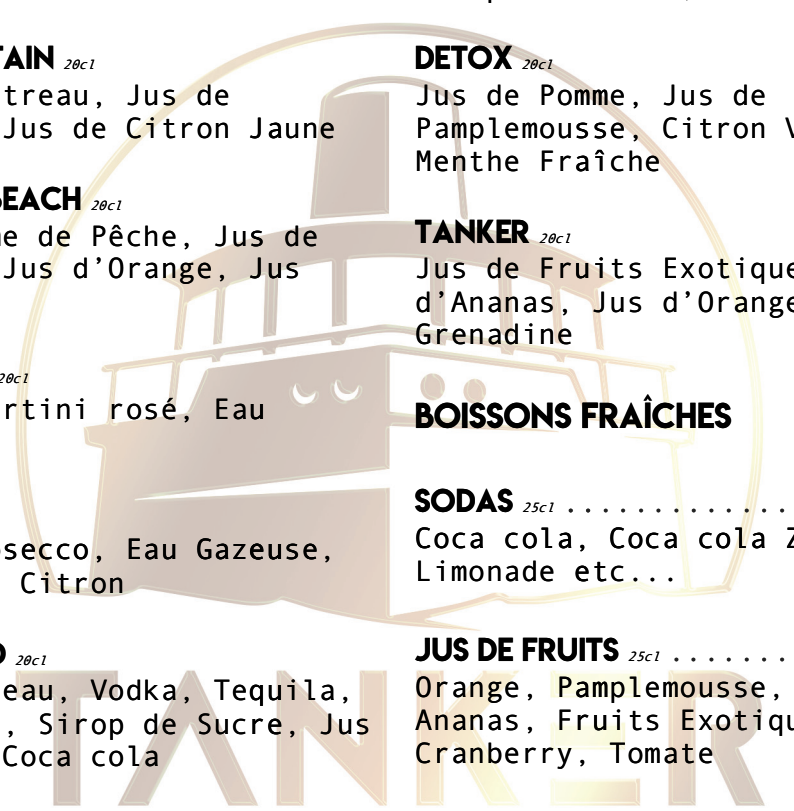 TAIN 20cl
treau, Jus de
Jus de Citron Jaune
BEACH 20cl
e de Pêche, Jus de
Jus d’Orange, Jus
20cl
rtini rosé, Eau
osecco, Eau Gazeuse,
Citron
O 20cl
eau, Vodka, Tequila,
, Sirop de Sucre, Jus
Coca cola
DETOX 20cl
Jus de Pomme, Jus de
Pamplemousse, Citron V
Menthe Fraîche
TANKER 20cl
Jus de Fruits Exotique
d'Ananas, Jus d’Orange
Grenadine
BOISSONS FRAÎCHES
SODAS 25cl .............
Coca cola, Coca cola Z
Limonade etc...
JUS DE FRUITS 25cl .......
Orange, Pamplemousse,
Ananas, Fruits Exotiqu
Cranberry, Tomate
TANKER